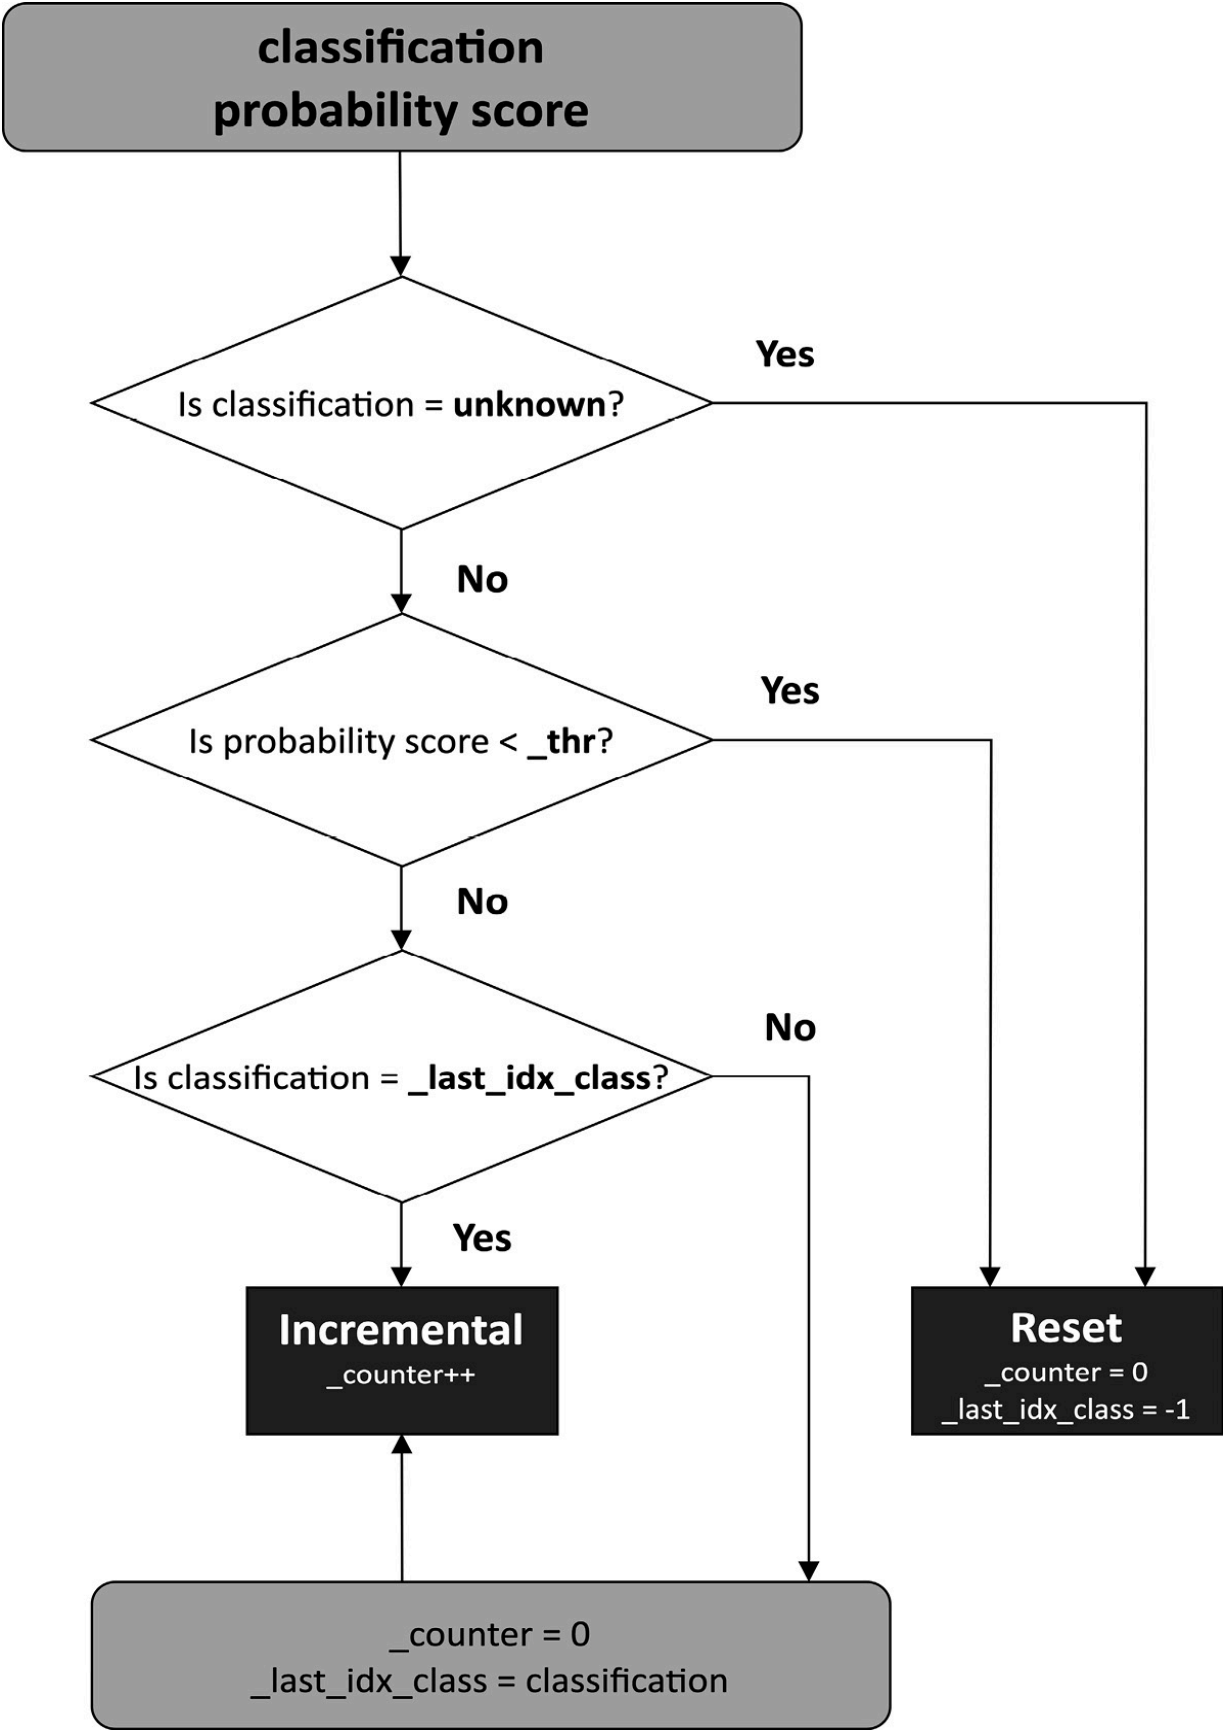 classification
probability score
Yes
Is classification = unknown?
No
Yes
Is probability score < _thr?
No
No
Is classification = _last_idx_class?
Yes
Incremental
_counter++
Reset
_counter = 0
_last_idx_class = -1
_counter = 0
_last_idx_class = classification